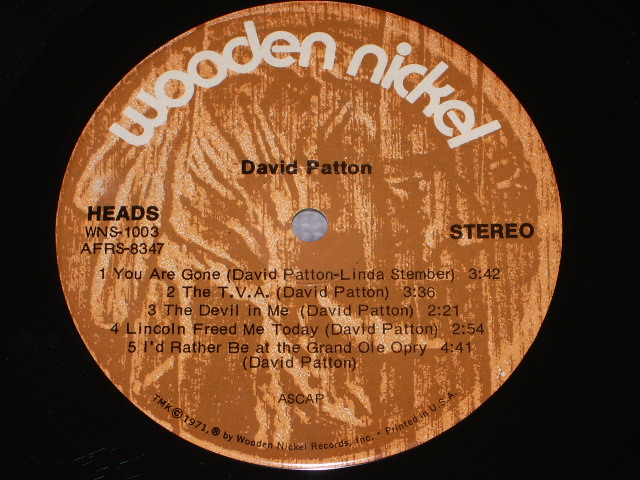 wooden nickel
David Patton
HEADS
WNS-1003
AFRS-8347
STEREO
1 You Are Gone (David Patton-Linda Stember) 3:42
2 The T.V.A. (David Patton) 3:36
3 The Devil in Me (David Patton) 2:21
4 Lincoln Freed Me Today (David Patton) 2:54
5 I'd Rather Be at the Grand Ole Opry 4:41
(David Patton)
ASCAP
TMK © 1971, ® by Wooden Nickel Records, Inc. • Printed in U.S.A.